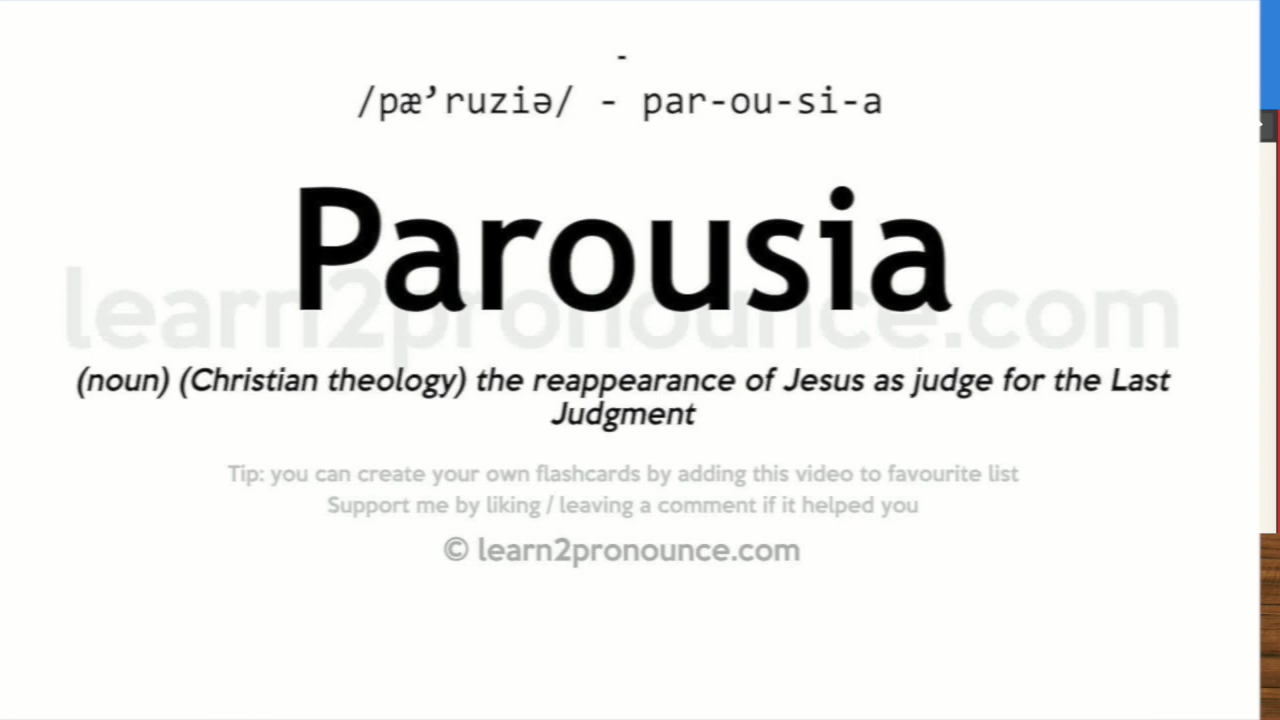 -
/pæ’ruziə/ - par-ou-si-a
Parousia
learn2pronounce.com
(noun) (Christian theology) the reappearance of Jesus as judge for the Last
Judgment
Tip: you can create your own flashcards by adding this video to favourite list
Support me by liking / leaving a comment if it helped you
© learn2pronounce.com